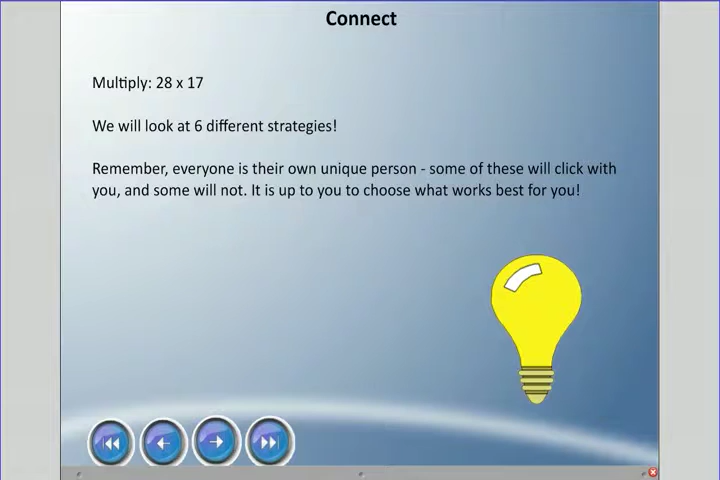 Connect
Multiply: 28 x 17
We will look at 6 different strategies!
Remember, everyone is their own unique person - some of these will click with
you, and some will not. It is up to you to choose what works best for you!